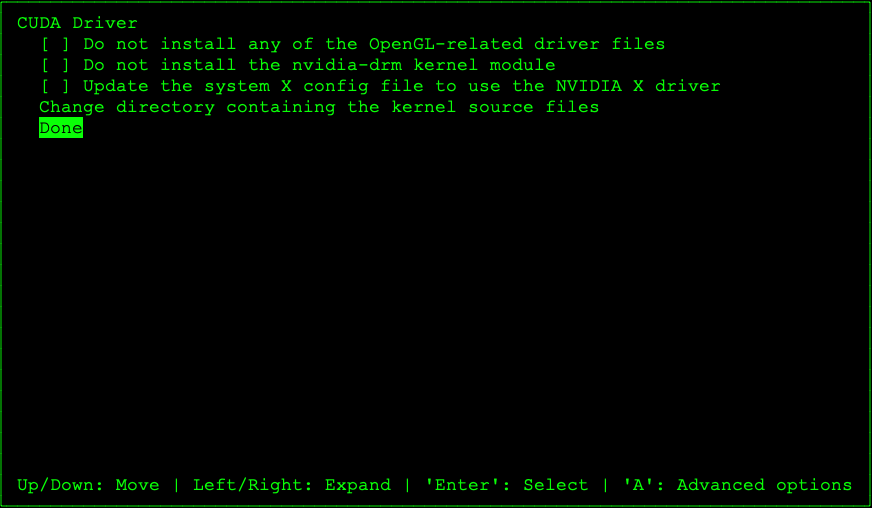 CUDA Driver
[ ] Do not install any of the OpenGL-related driver files
[ ] Do not install the nvidia-drm kernel module
[ ] Update the system X config file to use the NVIDIA X driver
Change directory containing the kernel source files
Done
Up/Down: Move | Left/Right: Expand | 'Enter': Select | 'A': Advanced options